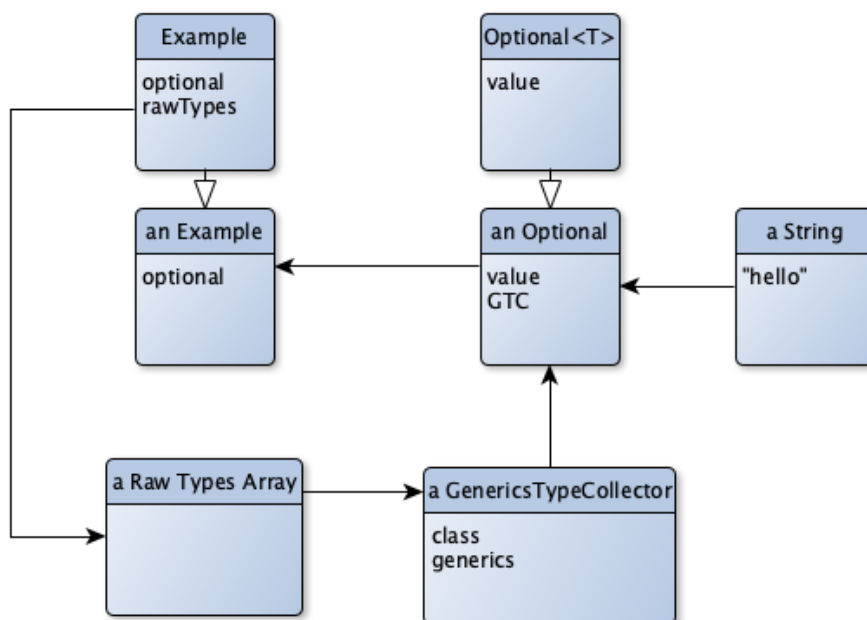 Example
optional
rawTypes
Optional<T>
value
an Example
optional
an Optional
value
GTC
a String
"hello"
a Raw Types Array
a GenericsTypeCollector
class
generics